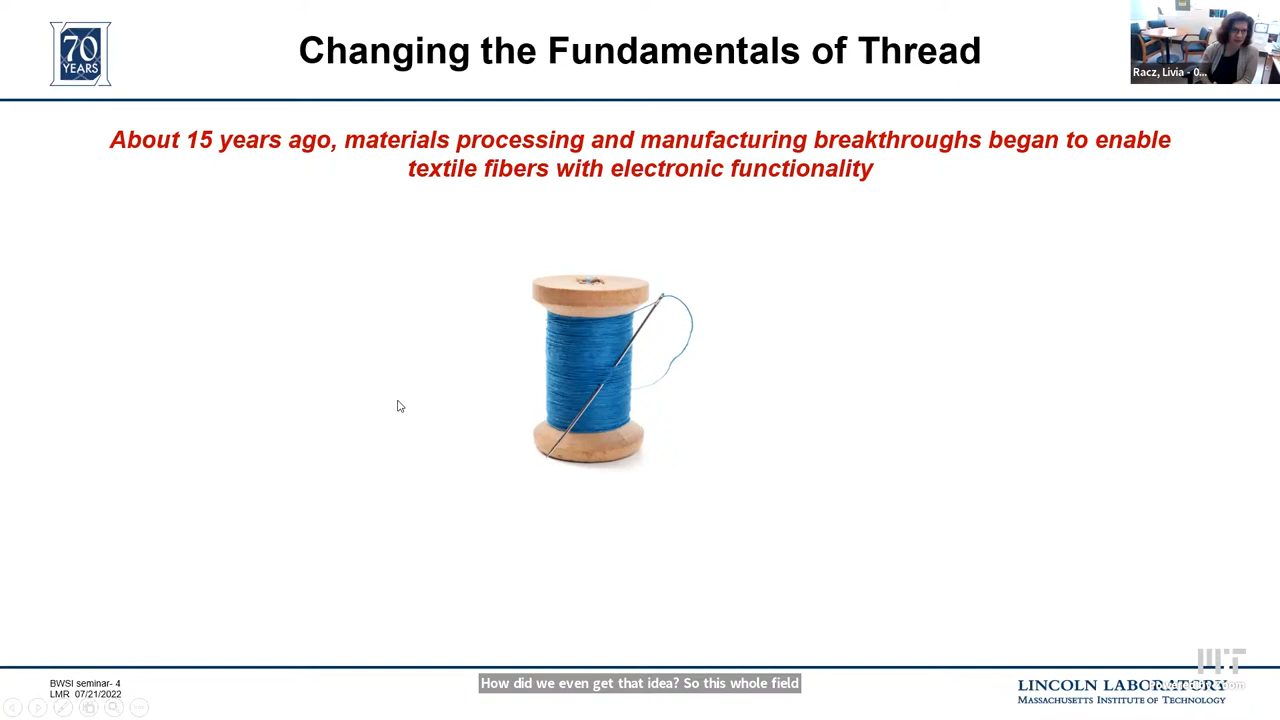 70
YEARS
Changing the Fundamentals of Thread
Racz, Livia - 0...
About 15 years ago, materials processing and manufacturing breakthroughs began to enable
textile fibers with electronic functionality
BWSI seminar- 4
LMR 07/21/2022
How did we even get that idea? So this whole field
MIT
LINCOLN LABORATORY
MASSACHUSETTS INSTITUTE OF TECHNOLOGY